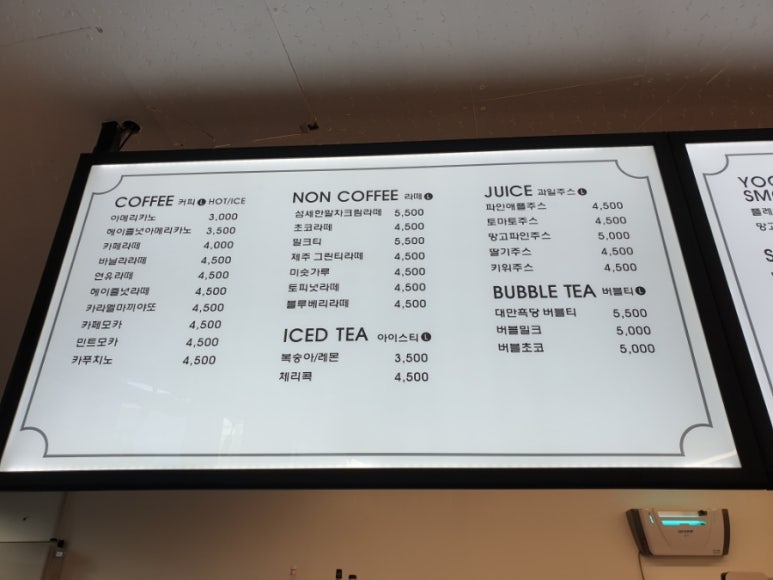 COFFEE 커피 L HOT/ICE
아메리카노 3,000
헤이즐넛아메리카노 3,500
카페라떼 4,000
바닐라라떼 4,500
연유라떼 4,500
헤이즐넛라떼 4,500
카라멜마끼야또 4,500
카페모카 4,500
민트모카 4,500
카푸치노 4,500
NON COFFEE 라떼 L
섬세한말차크림라떼 5,500
초코라떼 4,500
밀크티 5,500
제주 그린티라떼 4,500
미숫가루 4,500
토피넛라떼 4,500
블루베리라떼 4,500
ICED TEA 아이스티 L
복숭아/레몬 3,500
체리콕 4,500
JUICE 과일주스 L
파인애플주스 4,500
토마토주스 4,500
망고파인주스 5,000
딸기주스 4,500
키위주스 4,500
BUBBLE TEA 버블티 L
대만흑당 버블티 5,500
버블밀크 5,000
버블초코 5,000